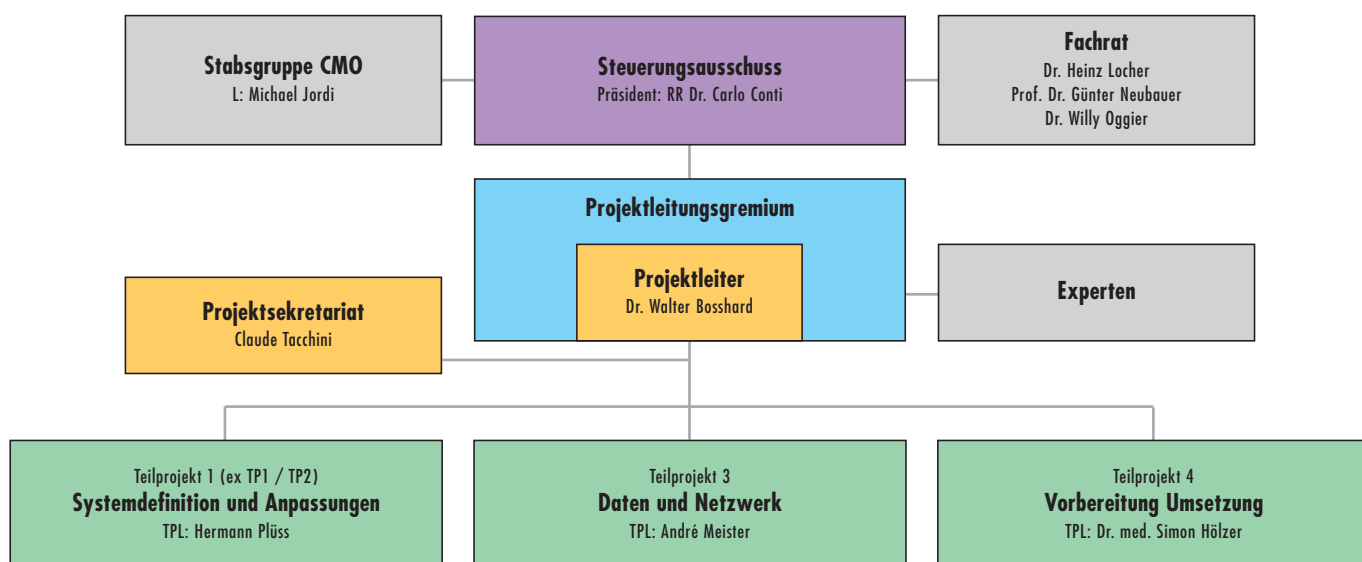 Stabsgruppe CMO
L: Michael Jordi
Steuerungsausschuss
Präsident: RR Dr. Carlo Conti
Fachrat
Dr. Heinz Locher
Prof. Dr. Günter Neubauer
Dr. Willy Oggier
Projektleitungsgremium
Projektleiter
Dr. Walter Bosshard
Projektsekretariat
Claude Tacchini
Experten
Teilprojekt 1 (ex TP1 / TP2)
Systemdefinition und Anpassungen
TPL: Hermann Plüss
Teilprojekt 3
Daten und Netzwerk
TPL: André Meister
Teilprojekt 4
Vorbereitung Umsetzung
TPL: Dr. med. Simon Hölzer